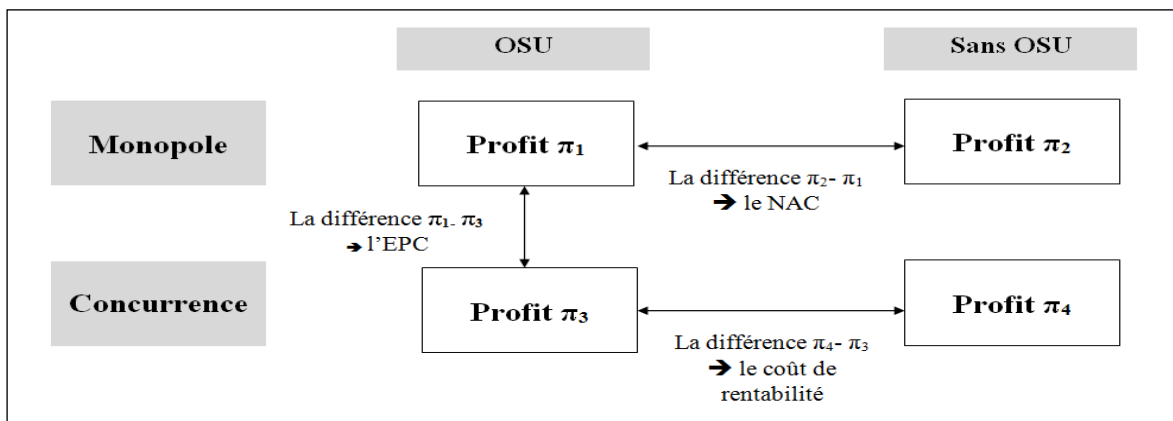 OSU
Sans OSU
Monopole
Profit π₁
Profit π₂
La différence π₂- π₁
➔ le NAC
La différence π₁- π₃
➔ l’EPC
Concurrence
Profit π₃
Profit π₄
La différence π₄- π₃
➔ le coût de
rentabilité